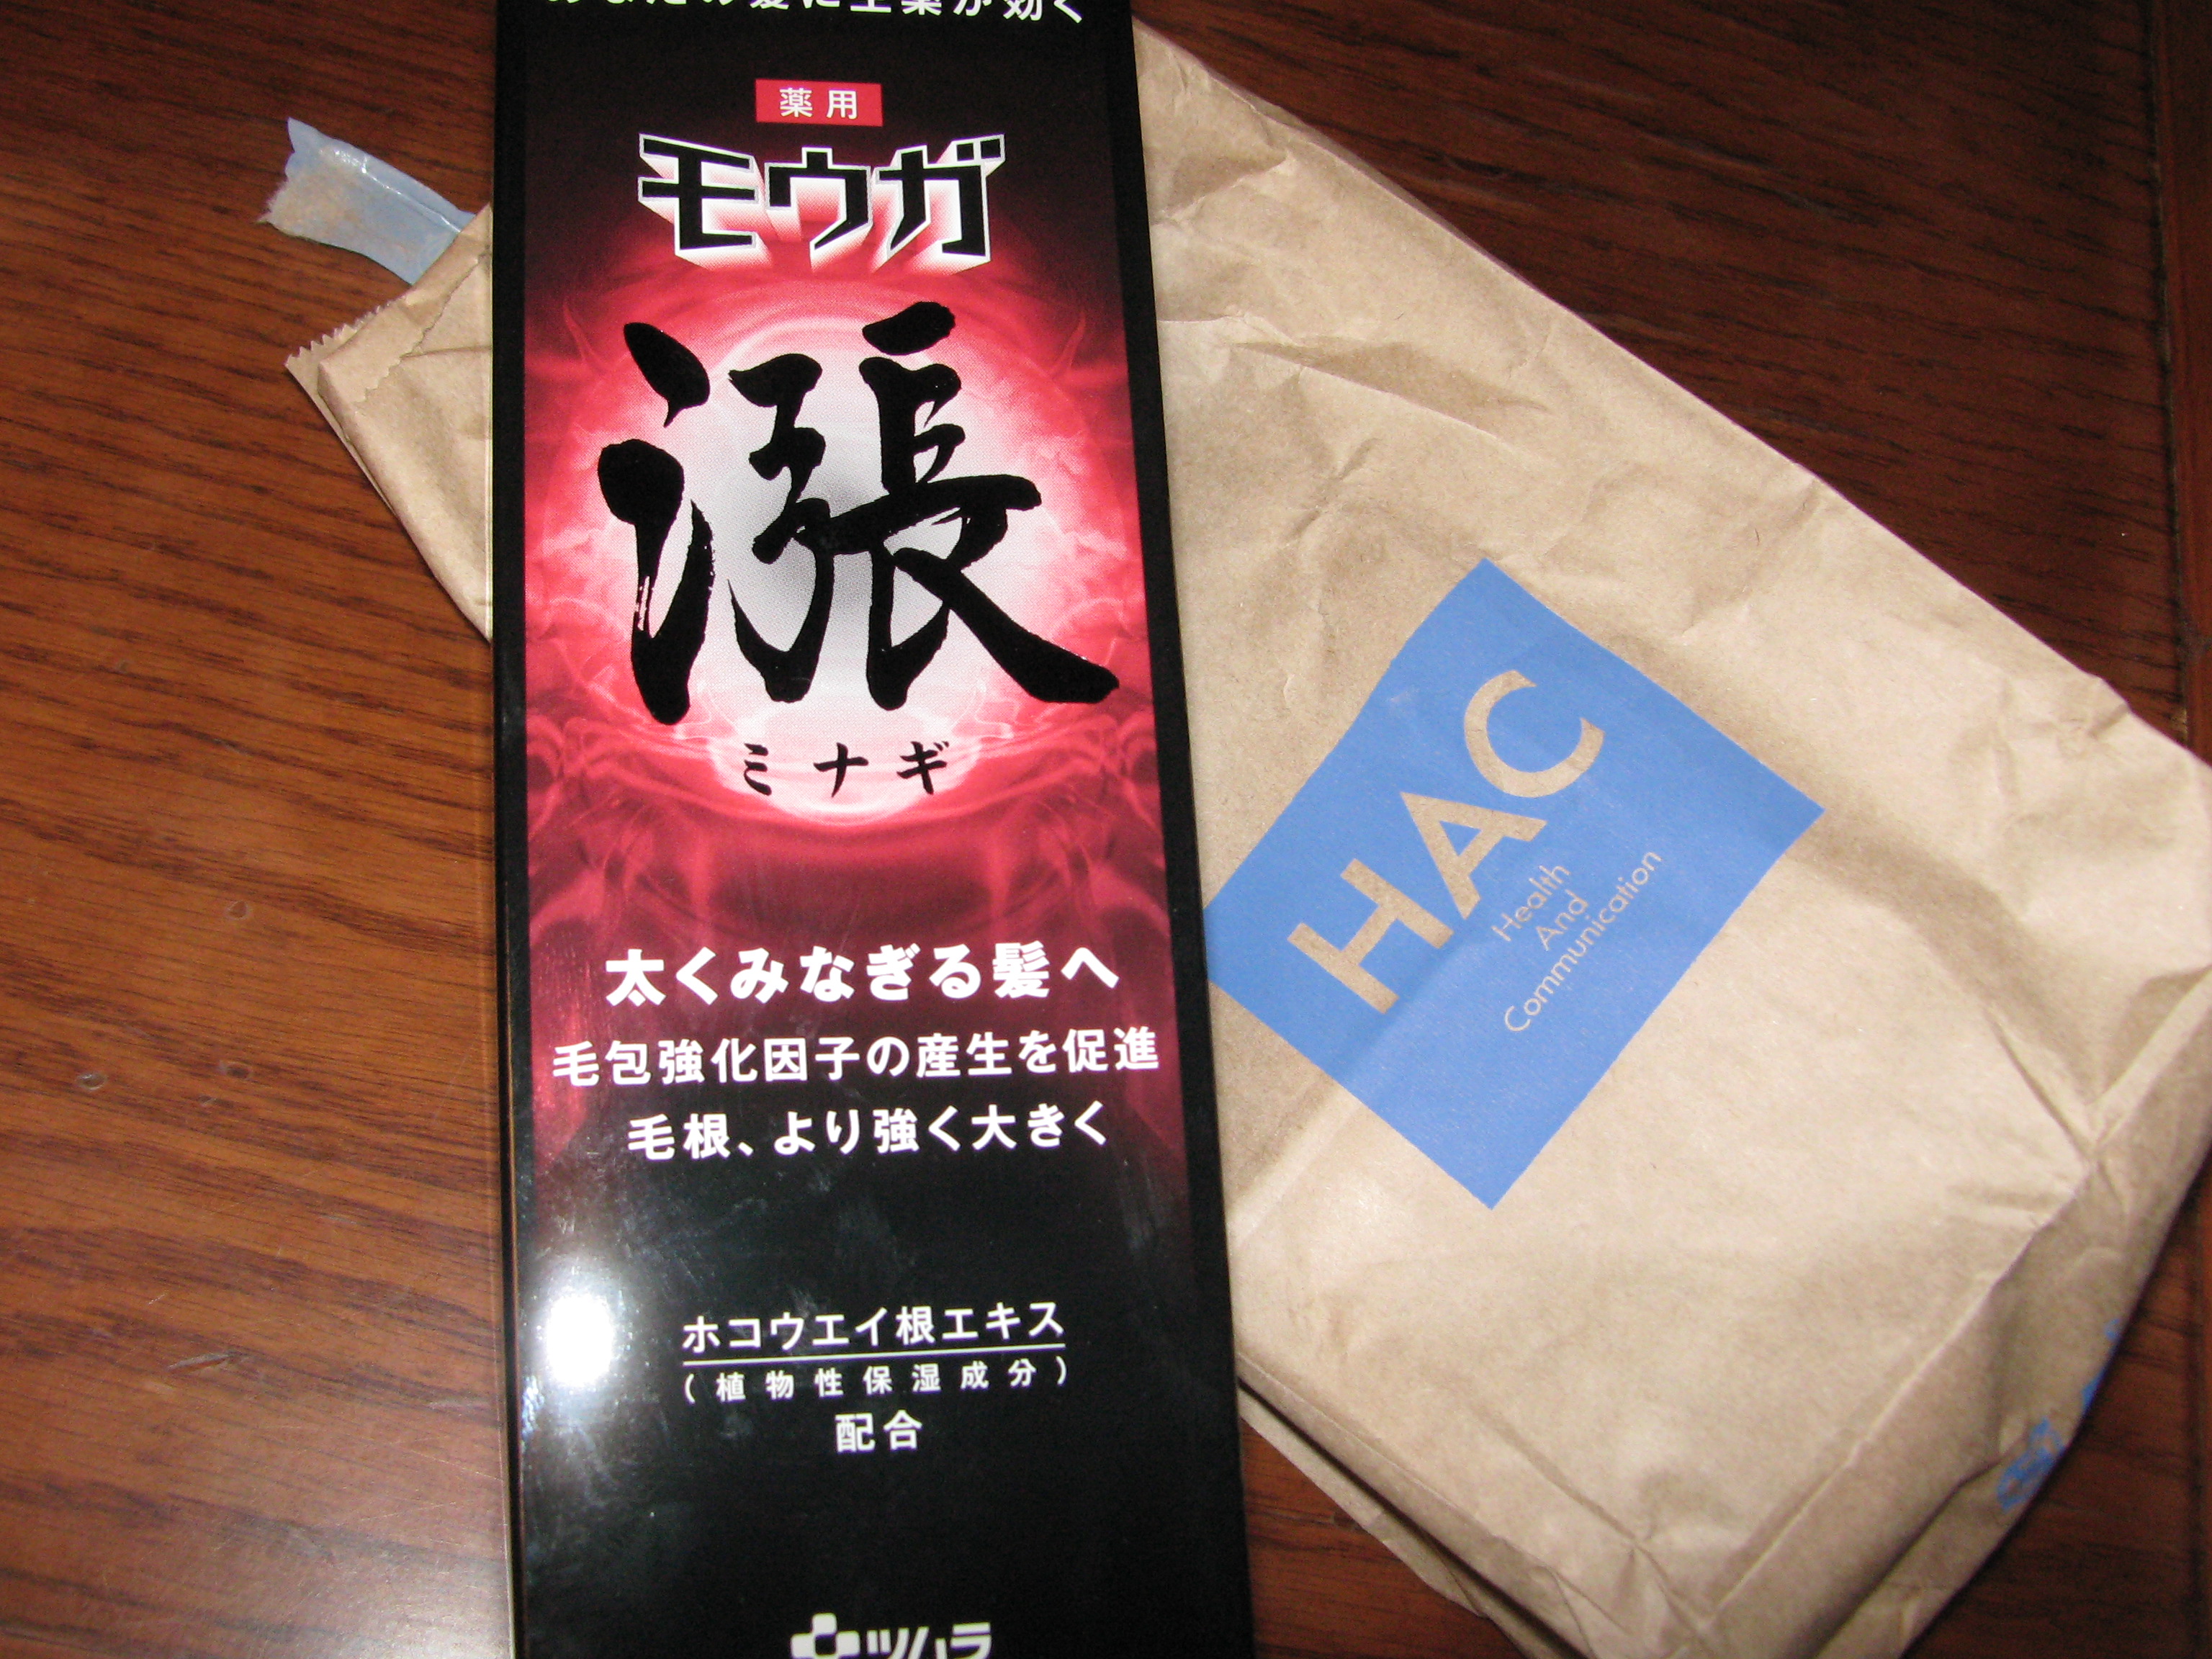 薬用
モウガ
漲
ミナギ
太くみなぎる髪へ
毛包強化因子の産生を促進
毛根、より強く大きく
ホコウエイ根エキス
(植物性保湿成分)
配合
ツムラ
HAC
Health
And
Communication